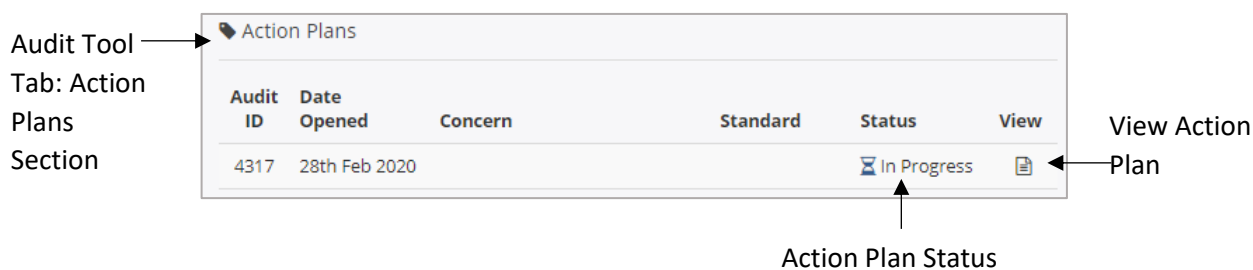 Audit Tool
Tab: Action
Plans
Section
Action Plans
Audit ID Date Opened Concern Standard Status View
4317 28th Feb 2020 In Progress
View Action
Plan
Action Plan Status